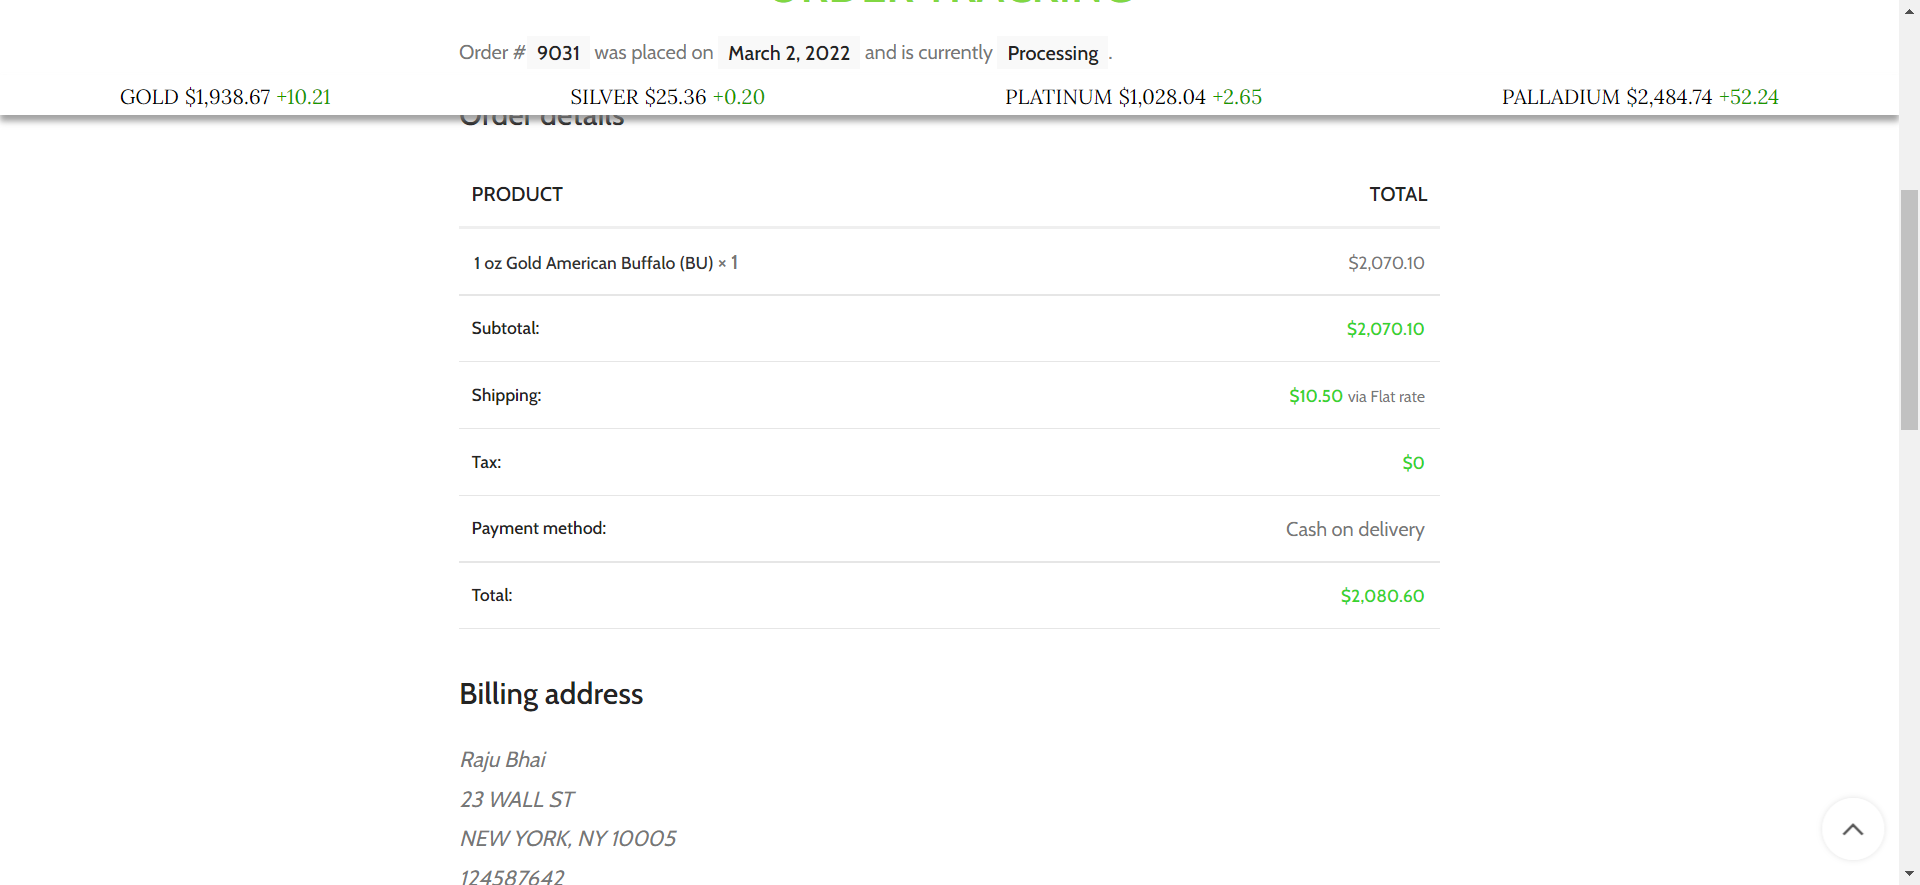 ORDER TRACKING
Order # 9031 was placed on March 2, 2022 and is currently Processing .
GOLD $1,938.67 +10.21 SILVER $25.36 +0.20 PLATINUM $1,028.04 +2.65 PALLADIUM $2,484.74 +52.24
Order details
PRODUCT TOTAL
1 oz Gold American Buffalo (BU) × 1 $2,070.10
Subtotal: $2,070.10
Shipping: $10.50 via Flat rate
Tax: $0
Payment method: Cash on delivery
Total: $2,080.60
Billing address
Raju Bhai
23 WALL ST
NEW YORK, NY 10005
124587642